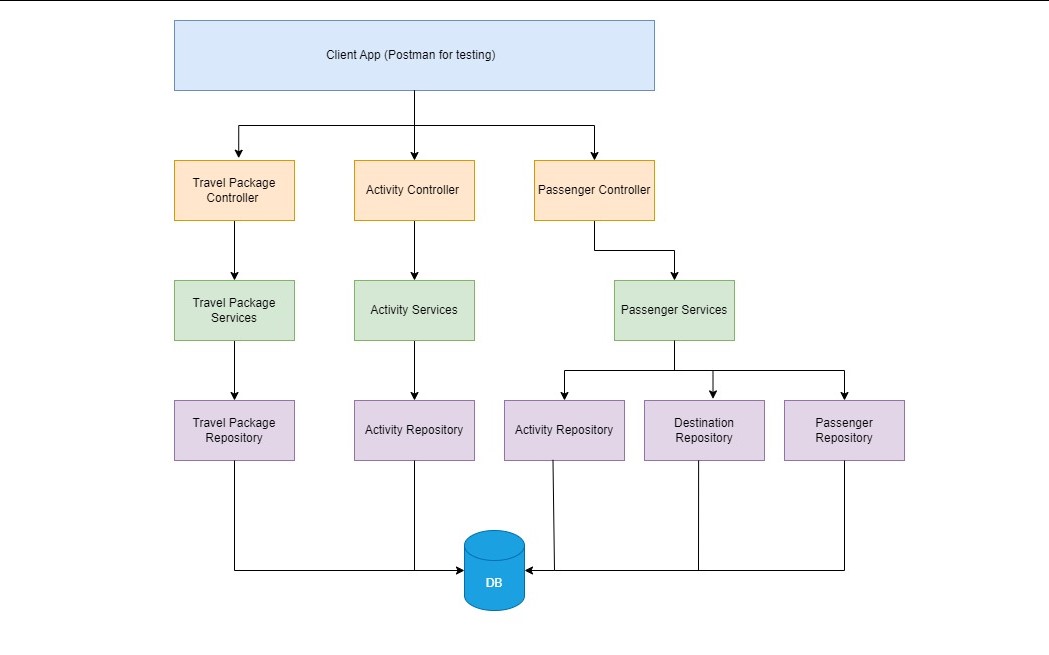 Client App (Postman for testing)
Travel Package
Controller
Activity Controller
Passenger Controller
Travel Package
Services
Activity Services
Passenger Services
Travel Package
Repository
Activity Repository
Activity Repository
Destination
Repository
Passenger
Repository
DB